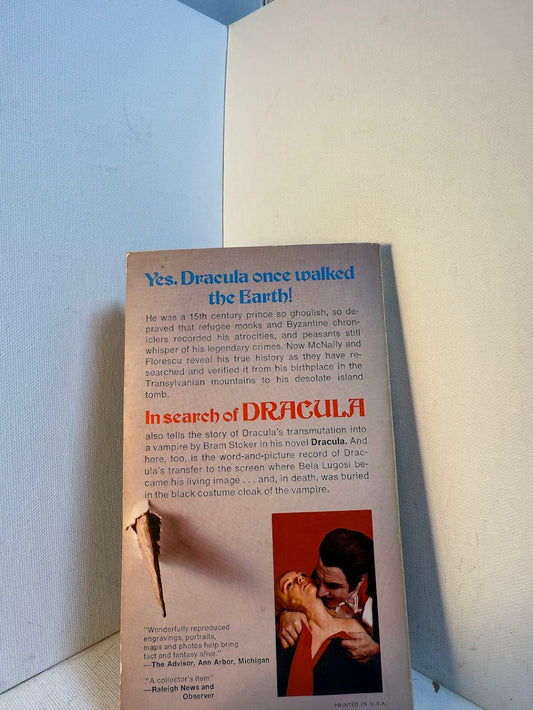 Yes, Dracula once walked
the Earth!
He was a 15th century prince so ghoulish, so de-
praved that refugee monks and Byzantine chron-
iclers recorded his atrocities, and peasants still
whisper of his legendary crimes. Now McNally and
Florescu reveal his true history as they have re-
searched and verified it from his birthplace in the
Transylvanian mountains to his desolate island
tomb.
In search of DRACULA
also tells the story of Dracula's transmutation into
a vampire by Bram Stoker in his novel Dracula. And
here, too, is the word-and-picture record of Drac-
ula's transfer to the screen where Bela Lugosi be-
came his living image . . . and, in death, was buried
in the black costume cloak of the vampire.
"Wonderfully reproduced
engravings, portraits,
maps and photos help bring
fact and fantasy alive."
—The Advisor, Ann Arbor, Michigan
"A collector's item"
—Raleigh News and
Observer
PRINTED IN U.S.A.